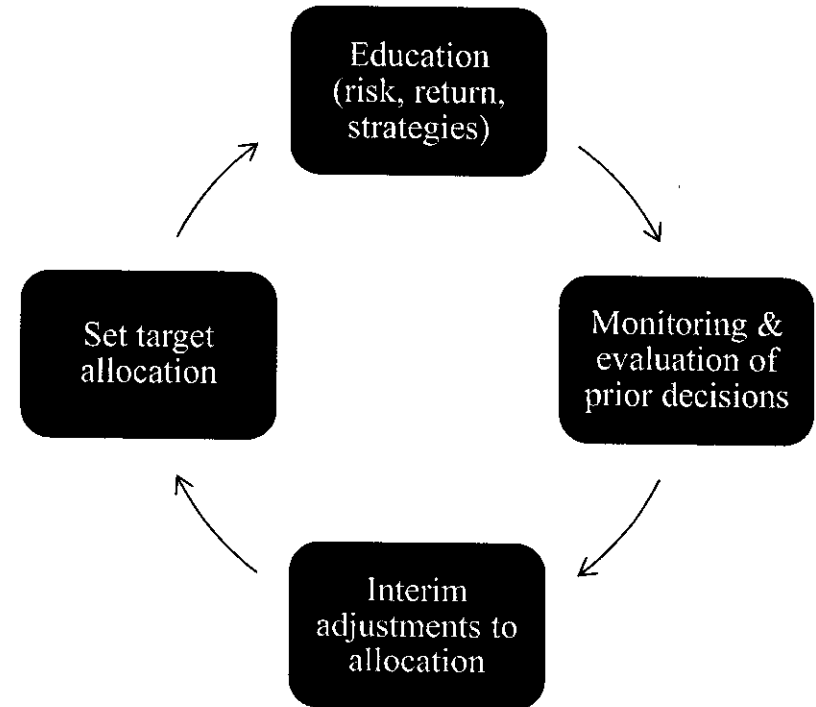 Education
(risk, return,
strategies)
Monitoring &
evaluation of
prior decisions
Interim
adjustments to
allocation
Set target
allocation